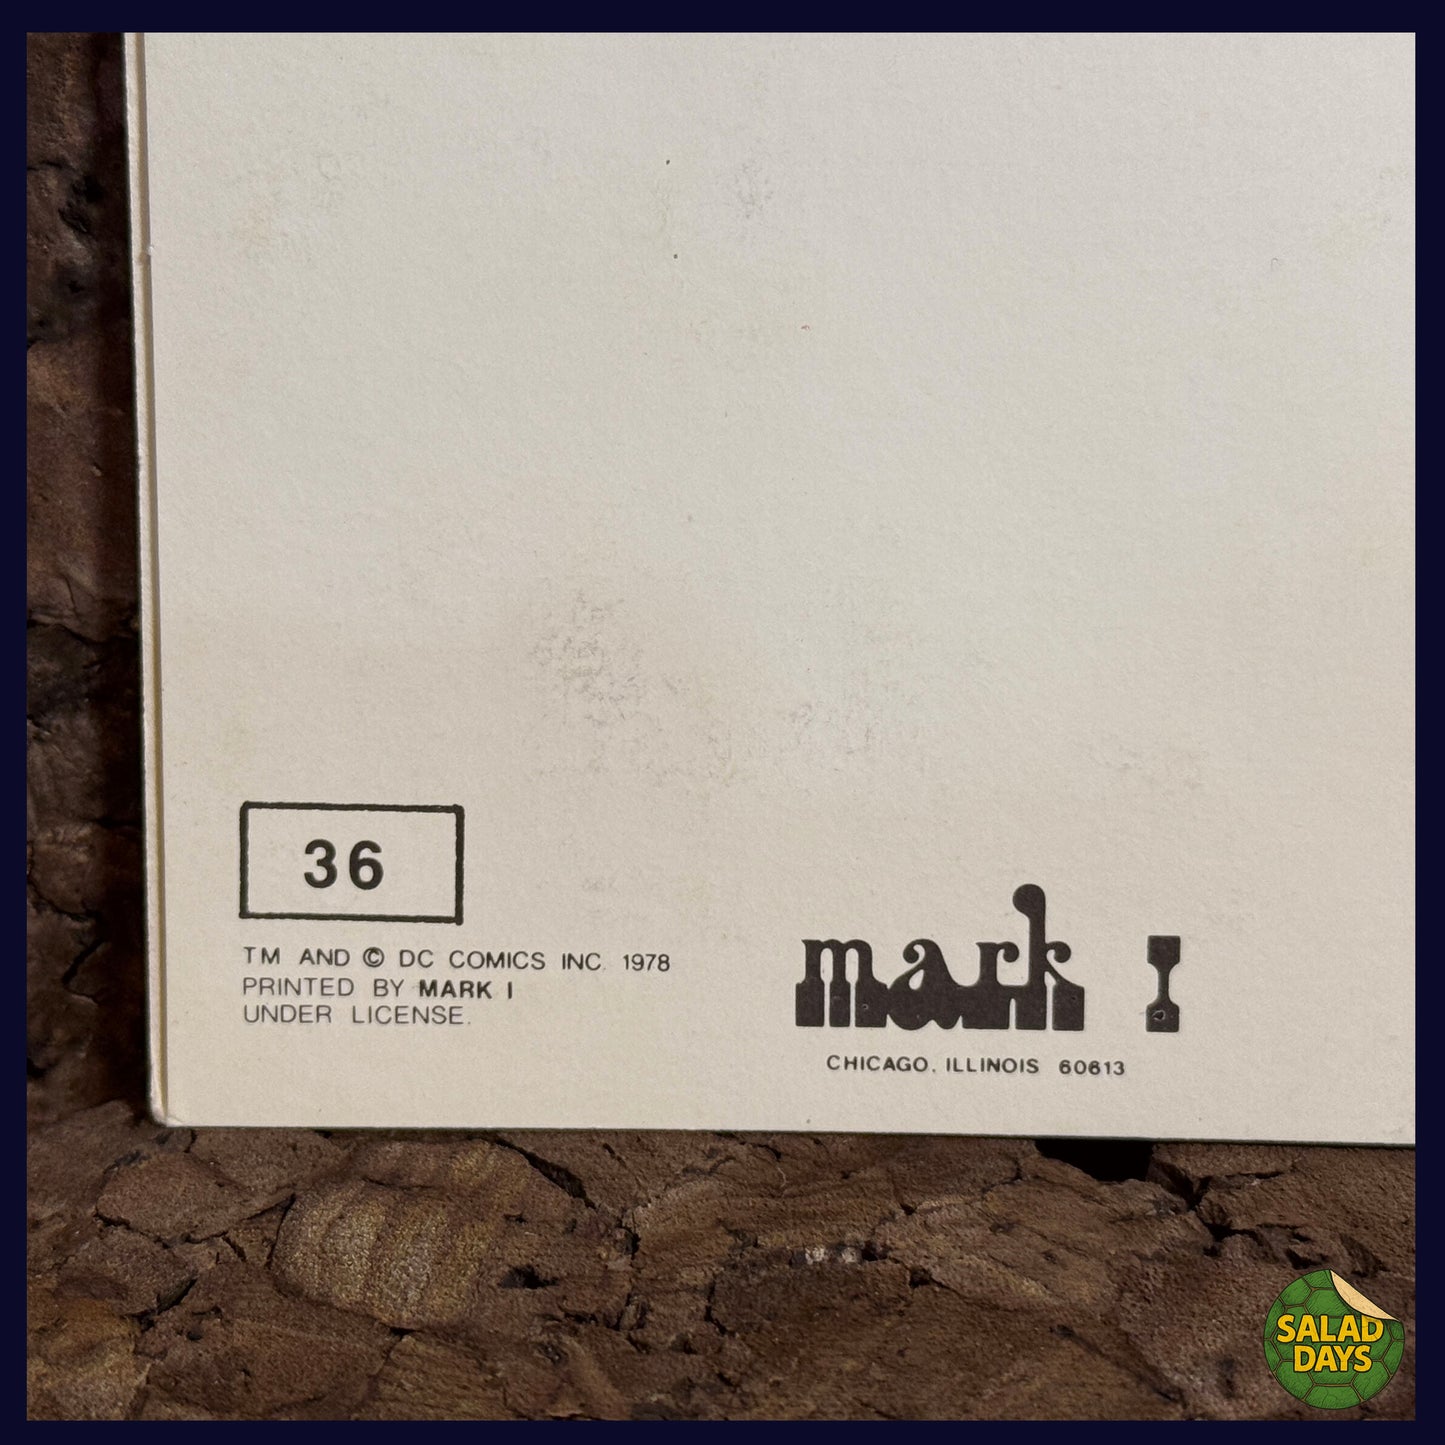 36
TM AND © DC COMICS INC. 1978
PRINTED BY MARK I
UNDER LICENSE.
mark I
CHICAGO, ILLINOIS 60613
SALAD
DAYS